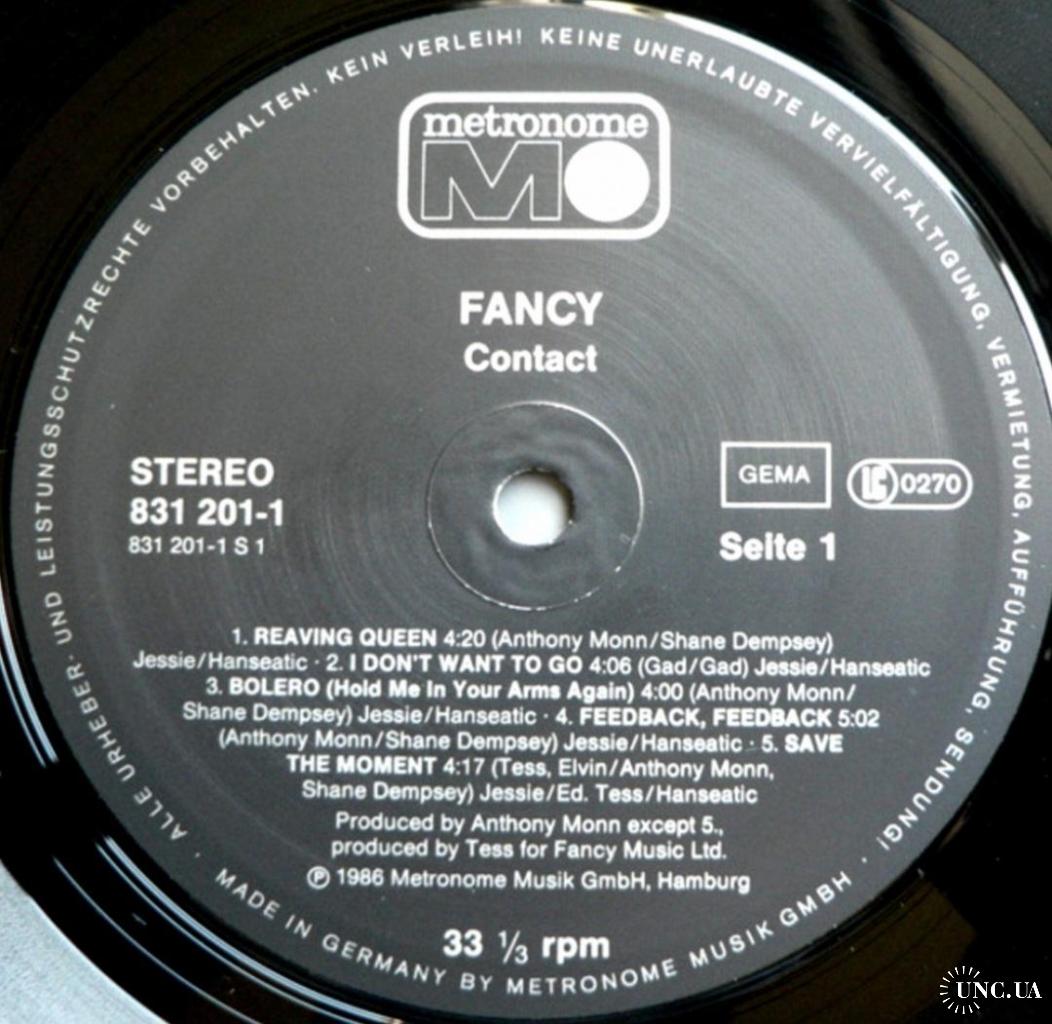 ALLE URHEBER- UND LEISTUNGSSCHUTZRECHTE VORBEHALTEN. KEIN VERLEIH! KEINE UNERLAUBTE VERVIELFÄLTIGUNG, VERMIETUNG, AUFFÜHRUNG, SENDUNG!
metronome
MO
FANCY
Contact
STEREO
831 201-1
831 201-1 S 1
GEMA
LC 0270
Seite 1
1. REAVING QUEEN 4:20 (Anthony Monn/Shane Dempsey)
Jessie/Hanseatic · 2. I DON'T WANT TO GO 4:06 (Gad/Gad) Jessie/Hanseatic
3. BOLERO (Hold Me In Your Arms Again) 4:00 (Anthony Monn/
Shane Dempsey) Jessie/Hanseatic · 4. FEEDBACK, FEEDBACK 5:02
(Anthony Monn/Shane Dempsey) Jessie/Hanseatic · 5. SAVE
THE MOMENT 4:17 (Tess, Elvin/Anthony Monn,
Shane Dempsey) Jessie/Ed. Tess/Hanseatic
Produced by Anthony Monn except 5.,
produced by Tess for Fancy Music Ltd.
℗ 1986 Metronome Musik GmbH, Hamburg
33 ⅓ rpm
· MADE IN GERMANY BY METRONOME MUSIK GMBH ·
UNC.UA